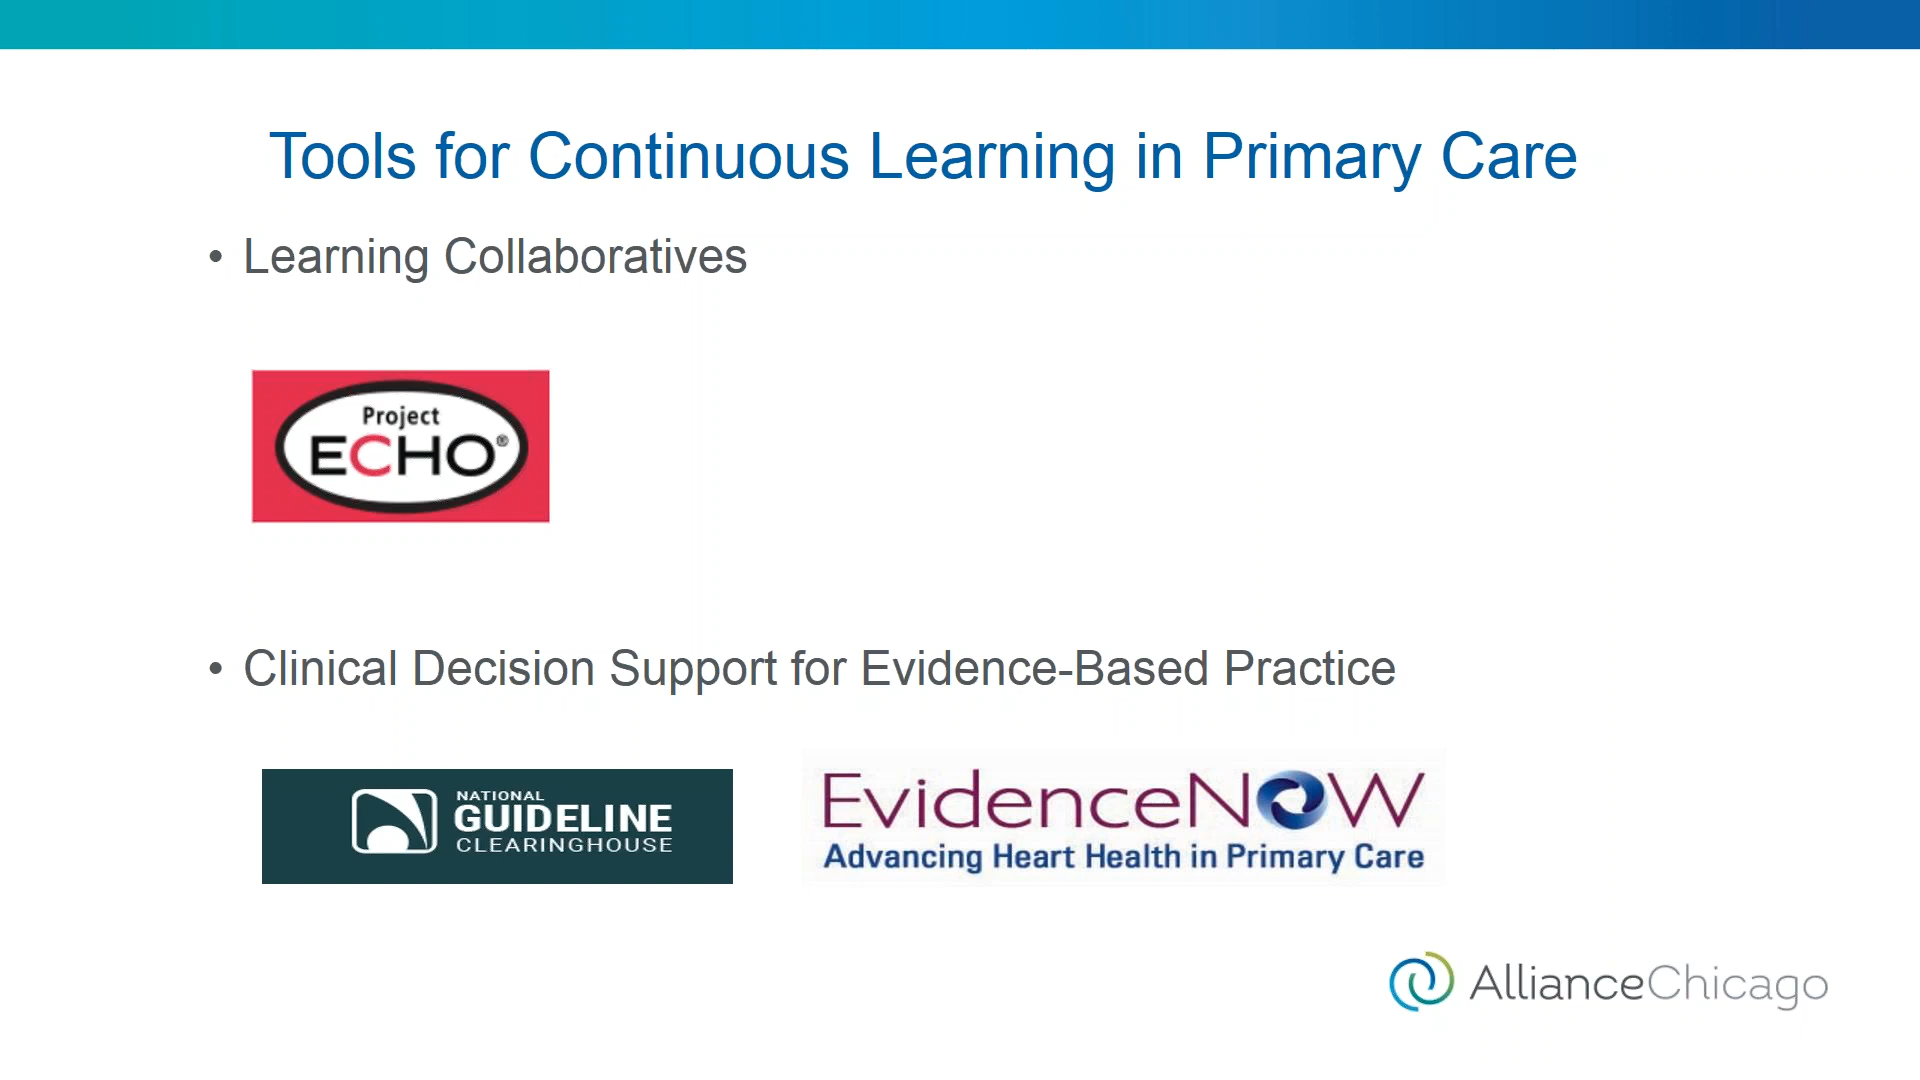 Tools for Continuous Learning in Primary Care
• Learning Collaboratives
Project
ECHO®
• Clinical Decision Support for Evidence-Based Practice
NATIONAL
GUIDELINE
CLEARINGHOUSE
EvidenceNOW
Advancing Heart Health in Primary Care
AllianceChicago